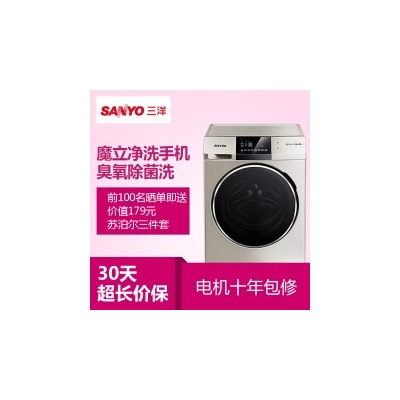 SANYO 三洋
魔立净洗手机
臭氧除菌洗
前100名晒单即送
价值179元
苏泊尔三件套
30天
超长价保
电机十年包修